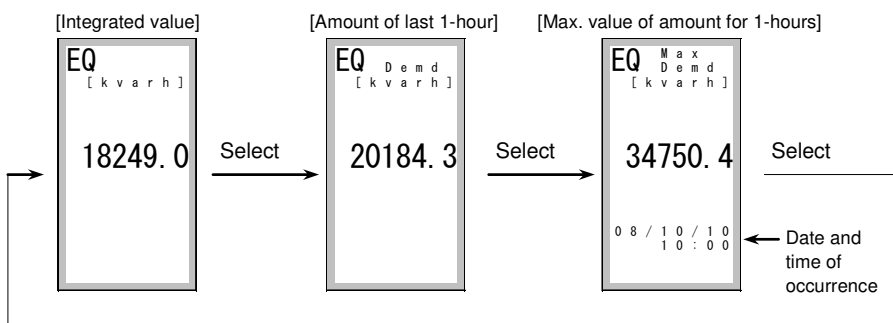 [Integrated value]
[Amount of last 1-hour]
[Max. value of amount for 1-hours]
EQ
[kvarh]
18249.0
Select
EQ Demd
[kvarh]
20184.3
Select
EQ Max
Demd
[kvarh]
34750.4
08/10/10
10:00
Select
Date and
time of
occurrence